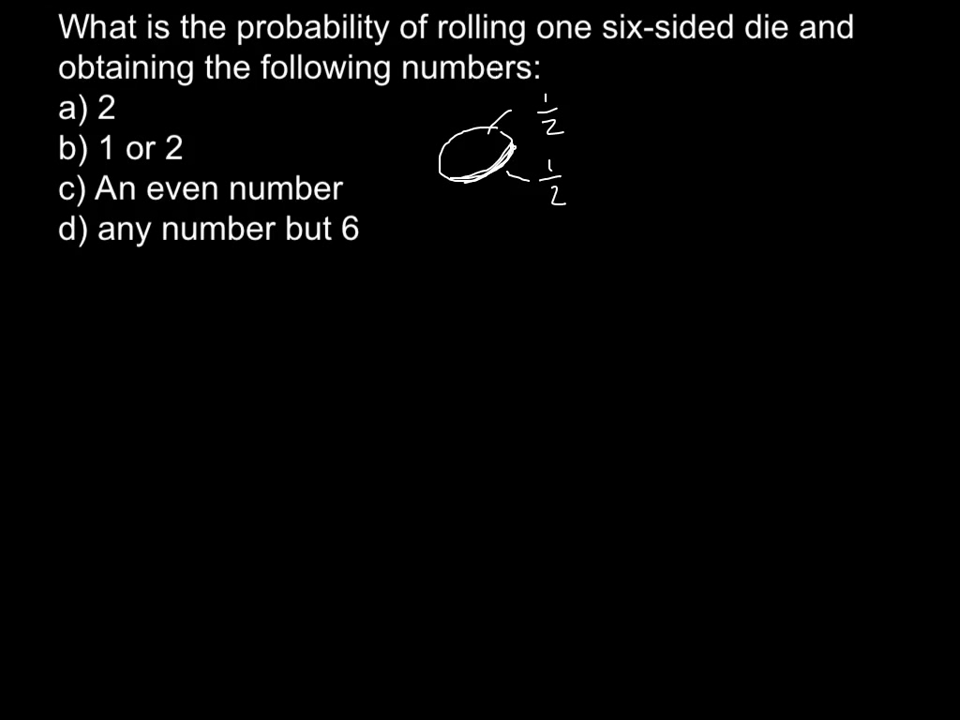 What is the probability of rolling one six-sided die and
obtaining the following numbers:
a) 2
b) 1 or 2
c) An even number
d) any number but 6
1/2
1/2